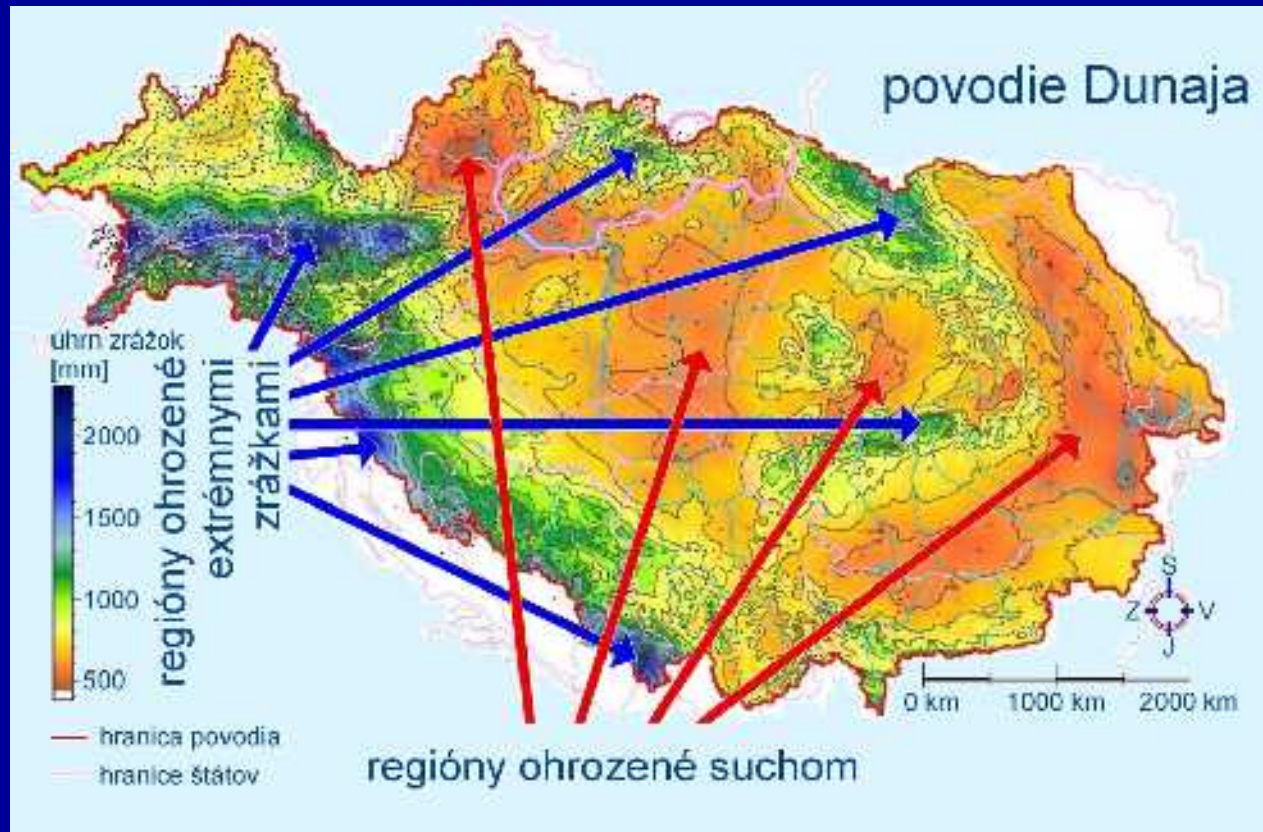 povodie Dunaja
úhrn zrážok
[mm]
2000
1500
1000
500
regióny ohrozené
extrémnymi
zrážkami
S
Z
V
J
0 km
1000 km
2000 km
hranica povodia
hranice štátov
regióny ohrozené suchom